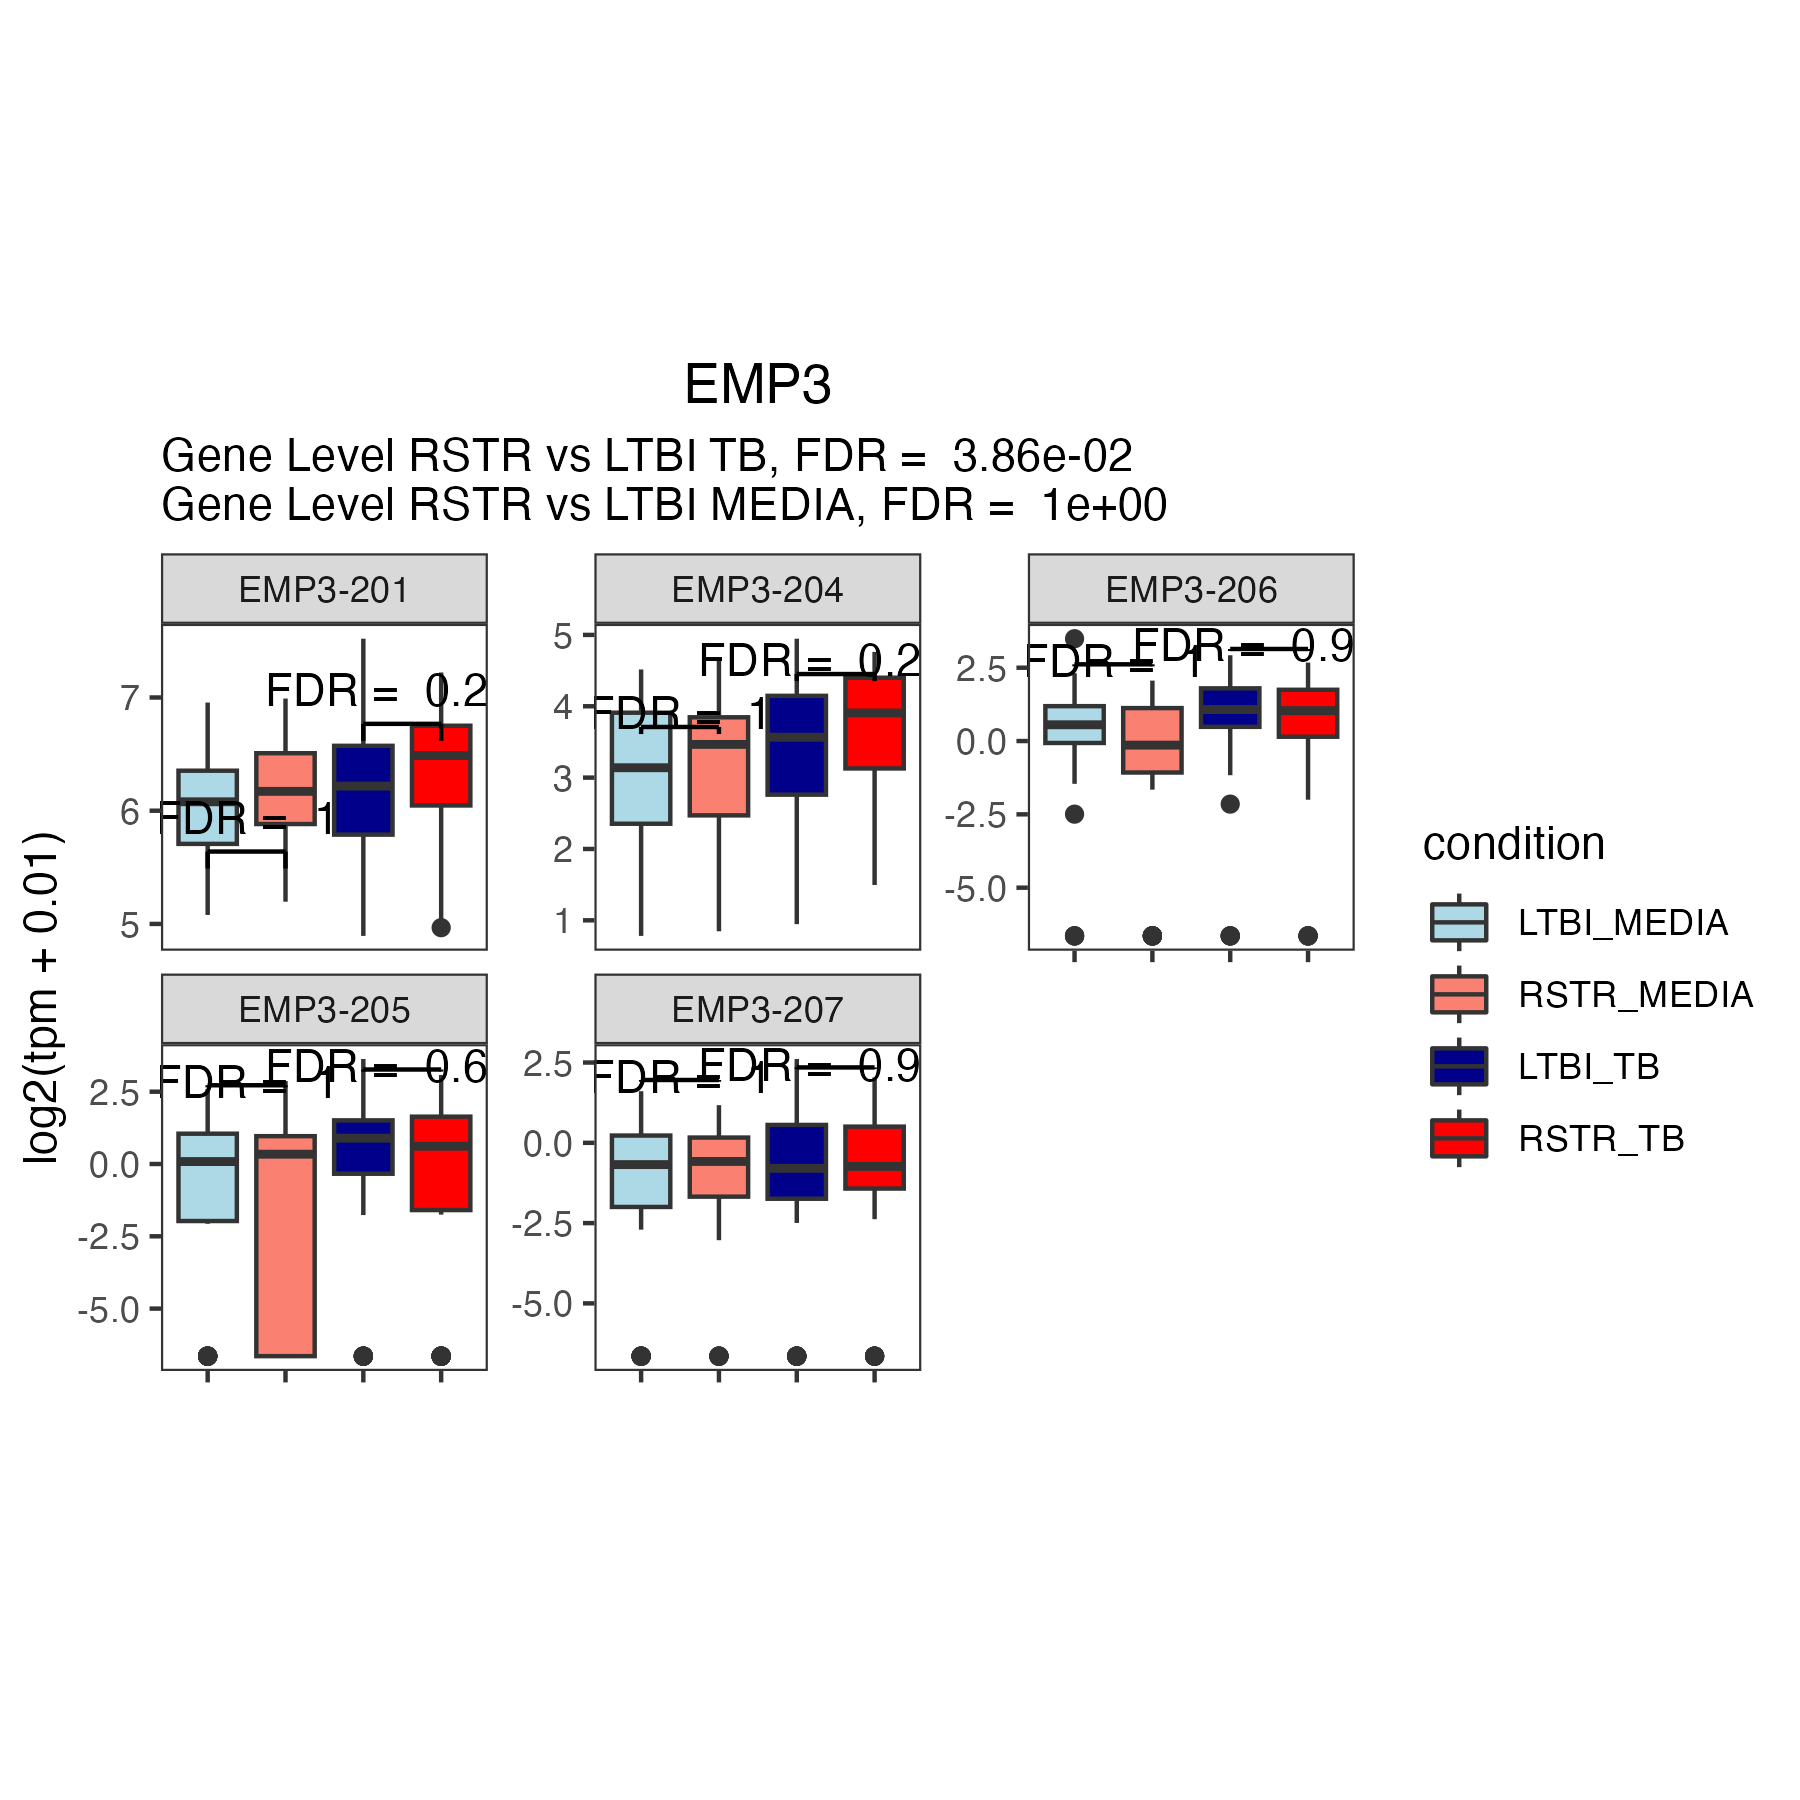 EMP3
Gene Level RSTR vs LTBI TB, FDR =  3.86e-02
Gene Level RSTR vs LTBI MEDIA, FDR =  1e+00
log2(tpm + 0.01)
EMP3-201
7
6
5
FDR =  0.2
FDR =  1
EMP3-204
5
4
3
2
1
FDR =  0.2
FDR =  1
EMP3-206
2.5
0.0
-2.5
-5.0
FDR =  1
FDR =  0.9
EMP3-205
2.5
0.0
-2.5
-5.0
FDR =  1
FDR =  0.6
EMP3-207
2.5
0.0
-2.5
-5.0
FDR =  1
FDR =  0.9
condition
LTBI_MEDIA
RSTR_MEDIA
LTBI_TB
RSTR_TB